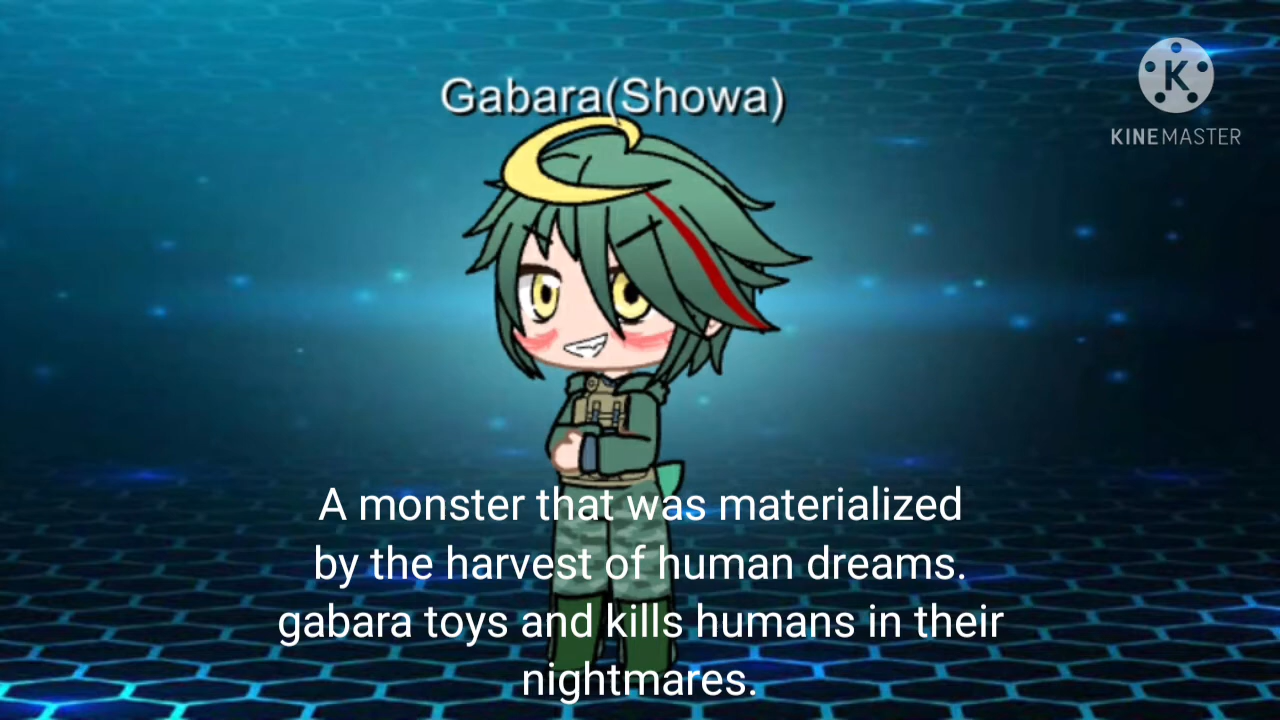 Gabara(Showa)
K
KINEMASTER
A monster that was materialized
by the harvest of human dreams.
gabara toys and kills humans in their
nightmares.